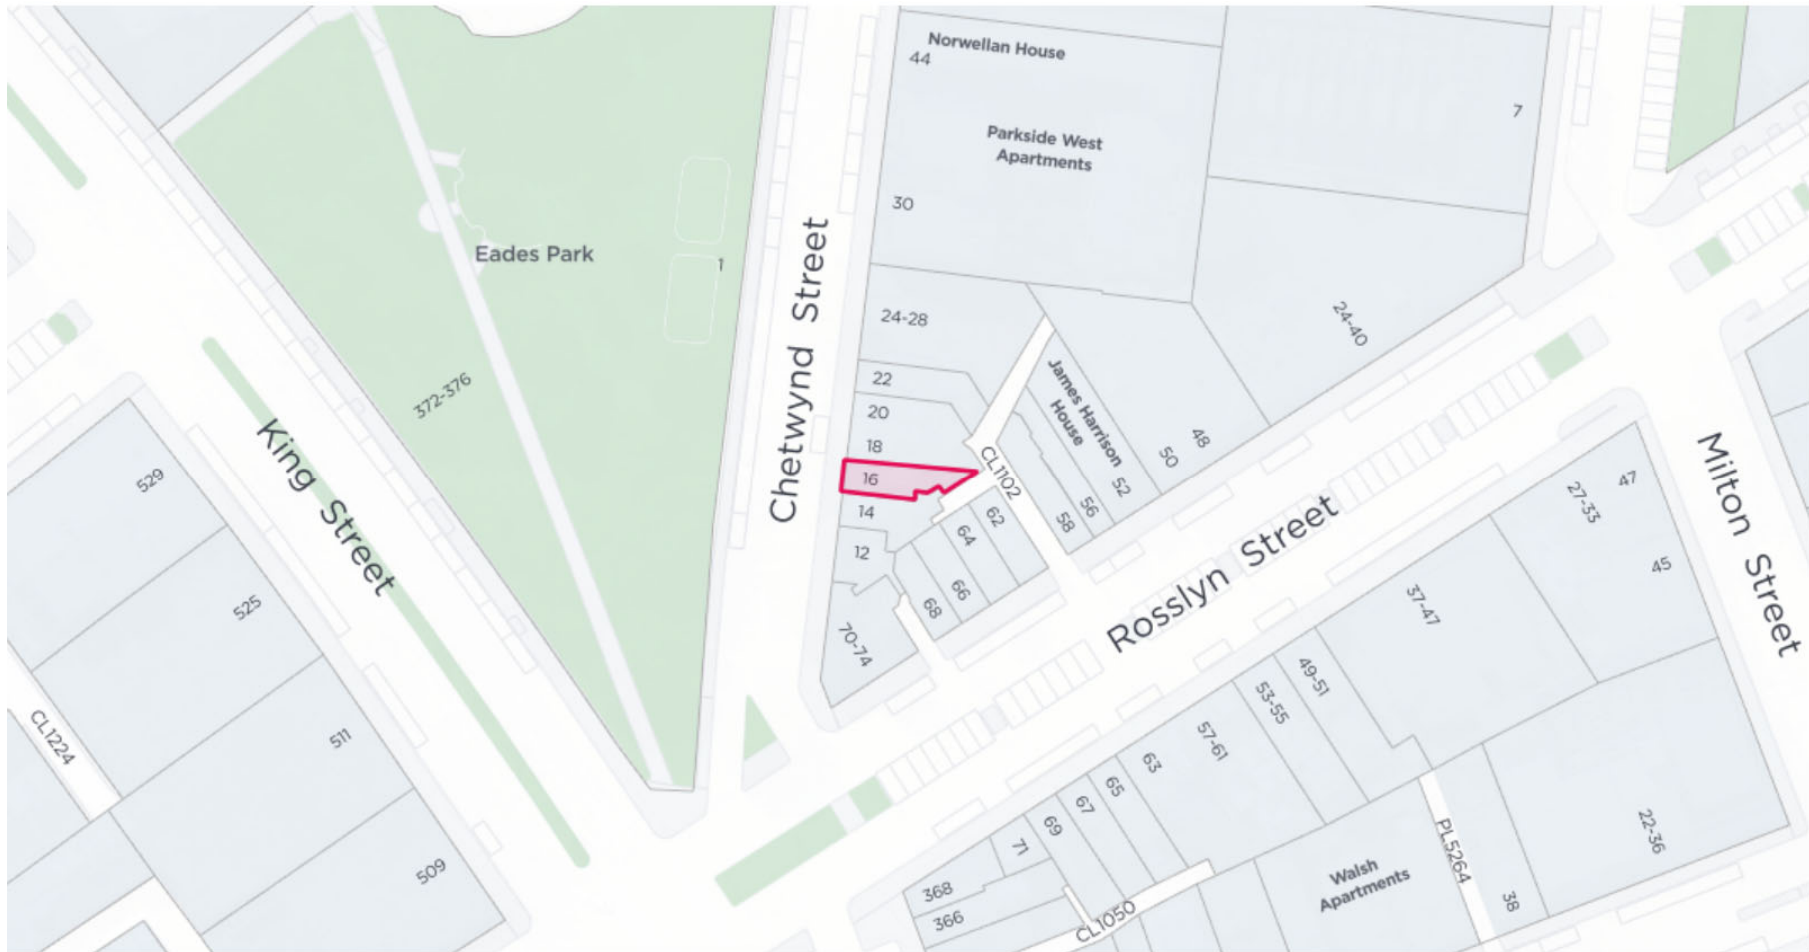 Norwellan House
44
Parkside West
Apartments
7
30
Eades Park
1
Chetwynd Street
24-28
24-40
22
20
18
16
14
12
70-74
James Harrison
House
48
50
52
56
58
CL1102
62
64
66
68
372-376
King Street
529
525
511
509
CL1224
Rosslyn Street
Milton Street
47
27-33
45
37-47
49-51
53-55
57-61
63
65
67
69
71
368
366
CL1050
Walsh
Apartments
PL5264
38
22-36